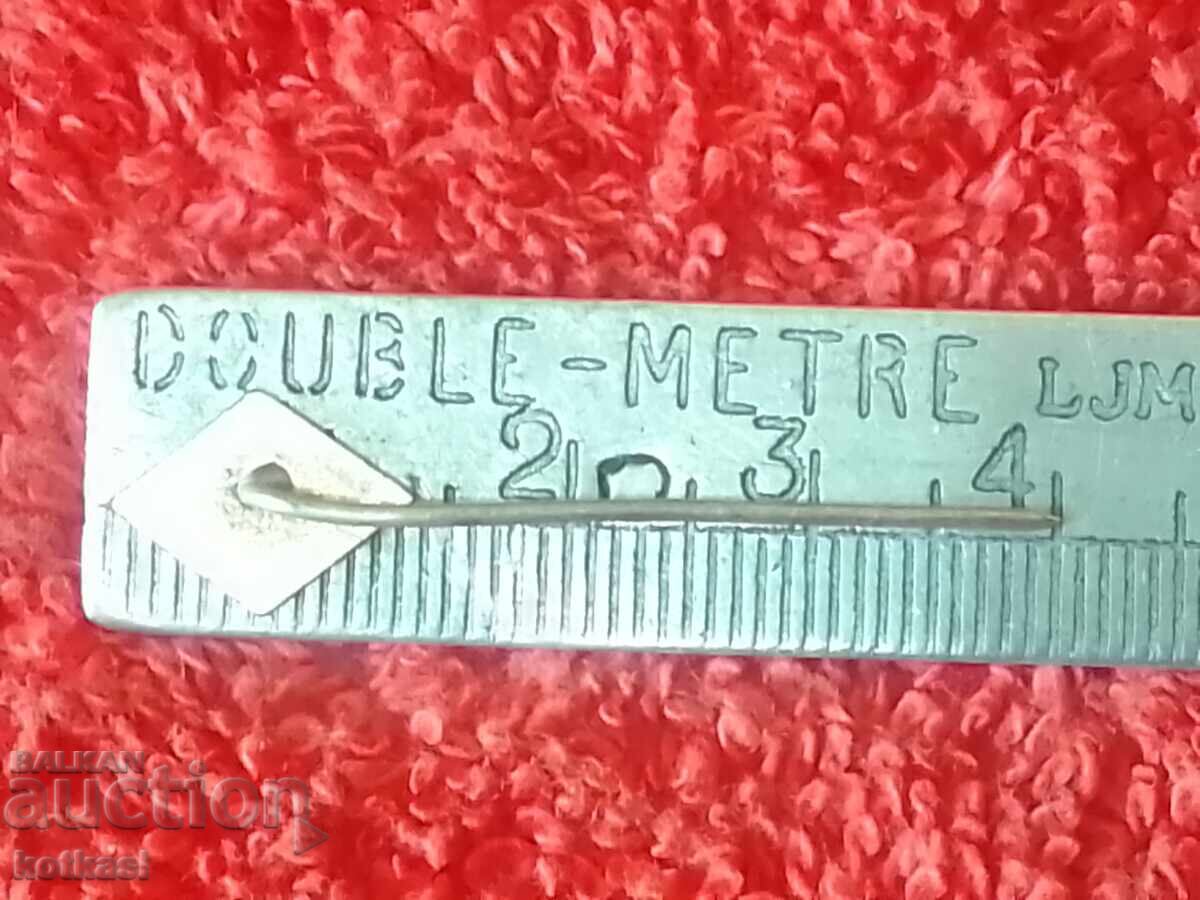 DOUBLE-METRE LJM
2 3 4
BALKAN
auction
kotkasi